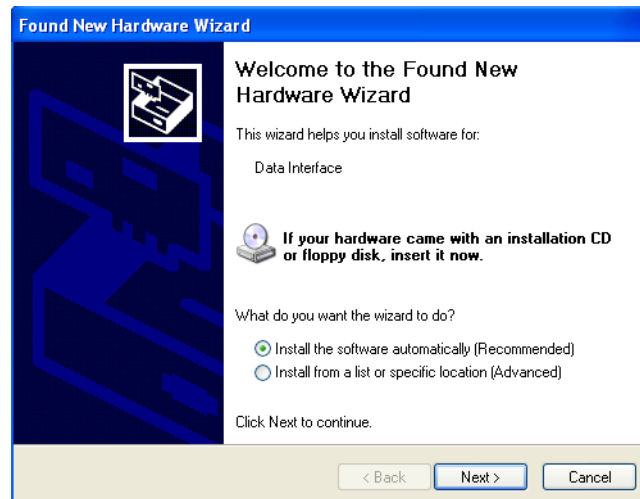 Found New Hardware Wizard
Welcome to the Found New
Hardware Wizard
This wizard helps you install software for:
Data Interface
If your hardware came with an installation CD
or floppy disk, insert it now.
What do you want the wizard to do?
Install the software automatically (Recommended)
Install from a list or specific location (Advanced)
Click Next to continue.
< Back
Next >
Cancel